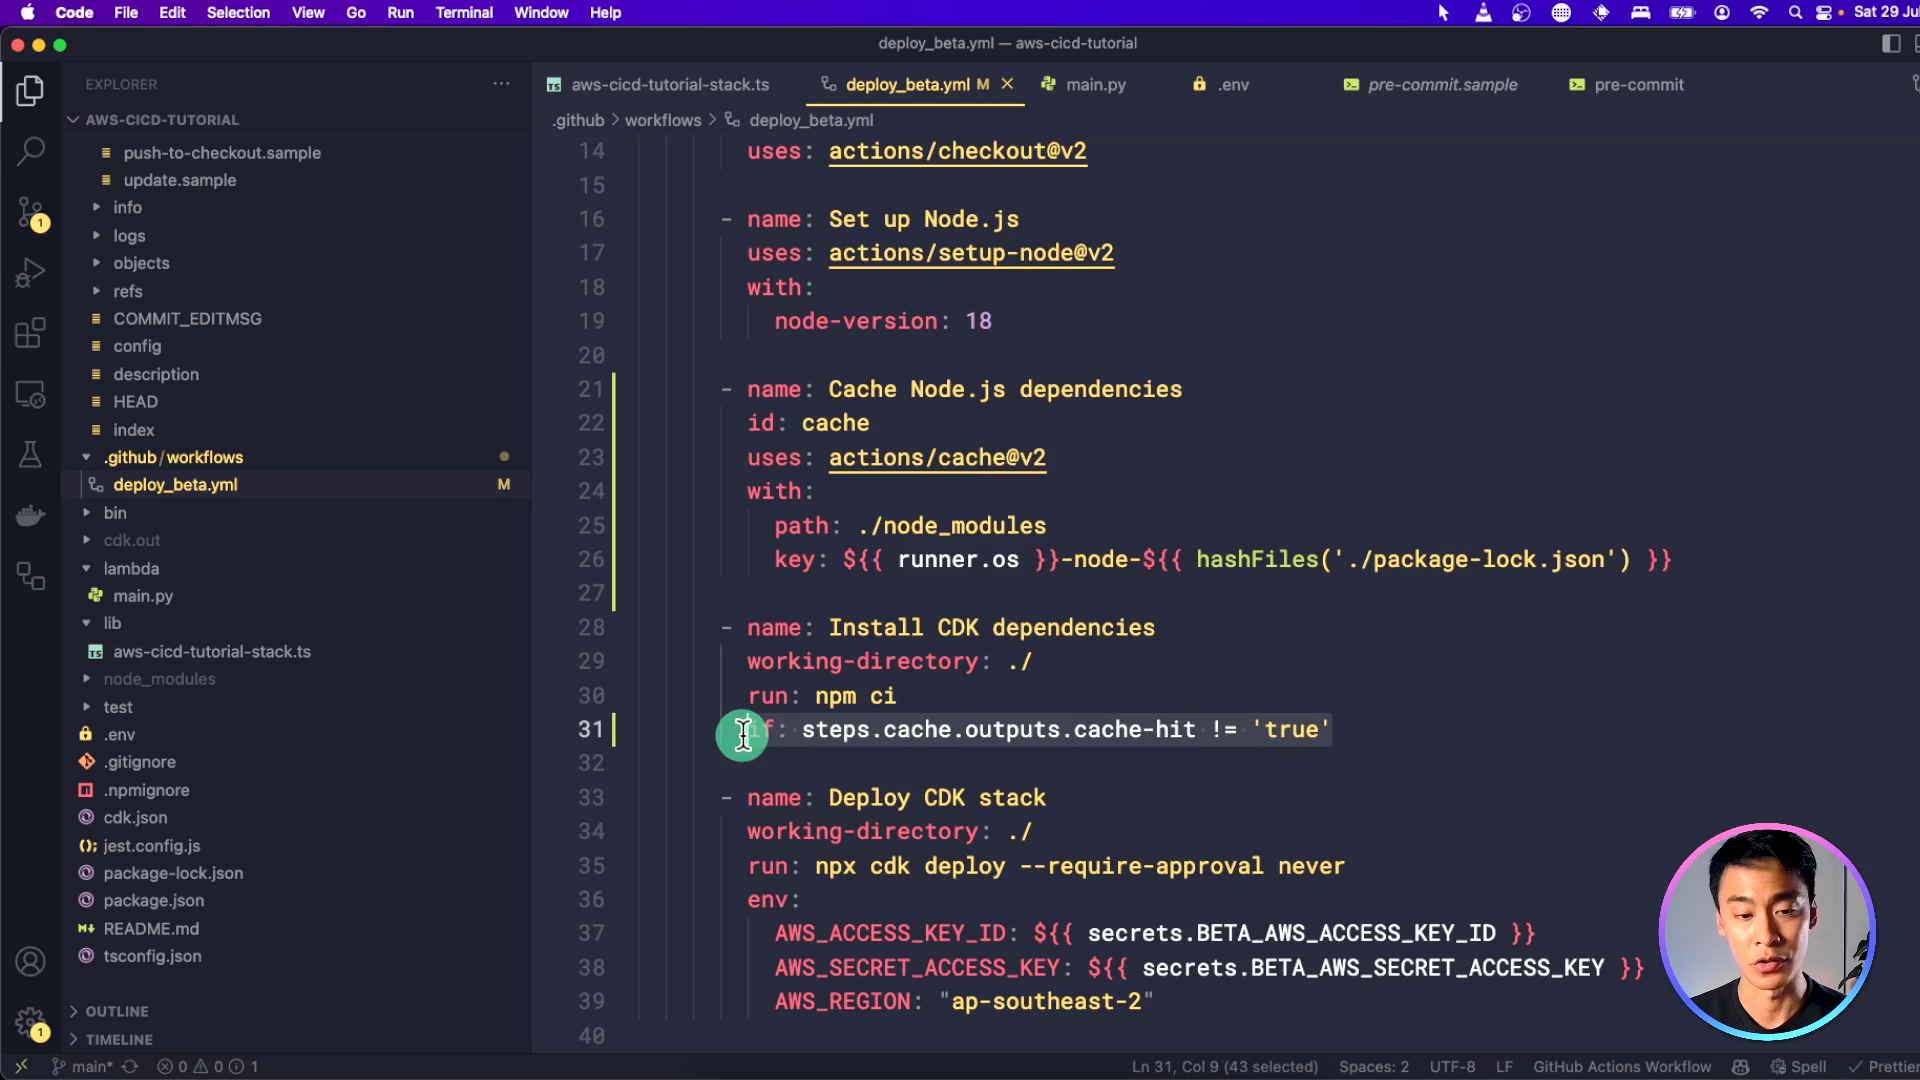 Code File Edit Selection View Go Run Terminal Window Help
Sat 29 Jul
deploy_beta.yml — aws-cicd-tutorial
EXPLORER
AWS-CICD-TUTORIAL
push-to-checkout.sample
update.sample
info
logs
objects
refs
COMMIT_EDITMSG
config
description
HEAD
index
.github/workflows
deploy_beta.yml M
bin
cdk.out
lambda
main.py
lib
TS aws-cicd-tutorial-stack.ts
node_modules
test
.env
.gitignore
.npmignore
cdk.json
jest.config.js
package-lock.json
package.json
README.md
tsconfig.json
OUTLINE
TIMELINE
1
1
TS aws-cicd-tutorial-stack.ts deploy_beta.yml M main.py .env pre-commit.sample pre-commit
.github > workflows > deploy_beta.yml
14 uses: actions/checkout@v2
15
16 - name: Set up Node.js
17 uses: actions/setup-node@v2
18 with:
19 node-version: 18
20
21 - name: Cache Node.js dependencies
22 id: cache
23 uses: actions/cache@v2
24 with:
25 path: ./node_modules
26 key: ${{ runner.os }}-node-${{ hashFiles('./package-lock.json') }}
27
28 - name: Install CDK dependencies
29 working-directory: ./
30 run: npm ci
31 if: steps.cache.outputs.cache-hit != 'true'
32
33 - name: Deploy CDK stack
34 working-directory: ./
35 run: npx cdk deploy --require-approval never
36 env:
37 AWS_ACCESS_KEY_ID: ${{ secrets.BETA_AWS_ACCESS_KEY_ID }}
38 AWS_SECRET_ACCESS_KEY: ${{ secrets.BETA_AWS_SECRET_ACCESS_KEY }}
39 AWS_REGION: "ap-southeast-2"
40
main* 0 0 1 Ln 31, Col 9 (43 selected) Spaces: 2 UTF-8 LF GitHub Actions Workflow Spell Prettier